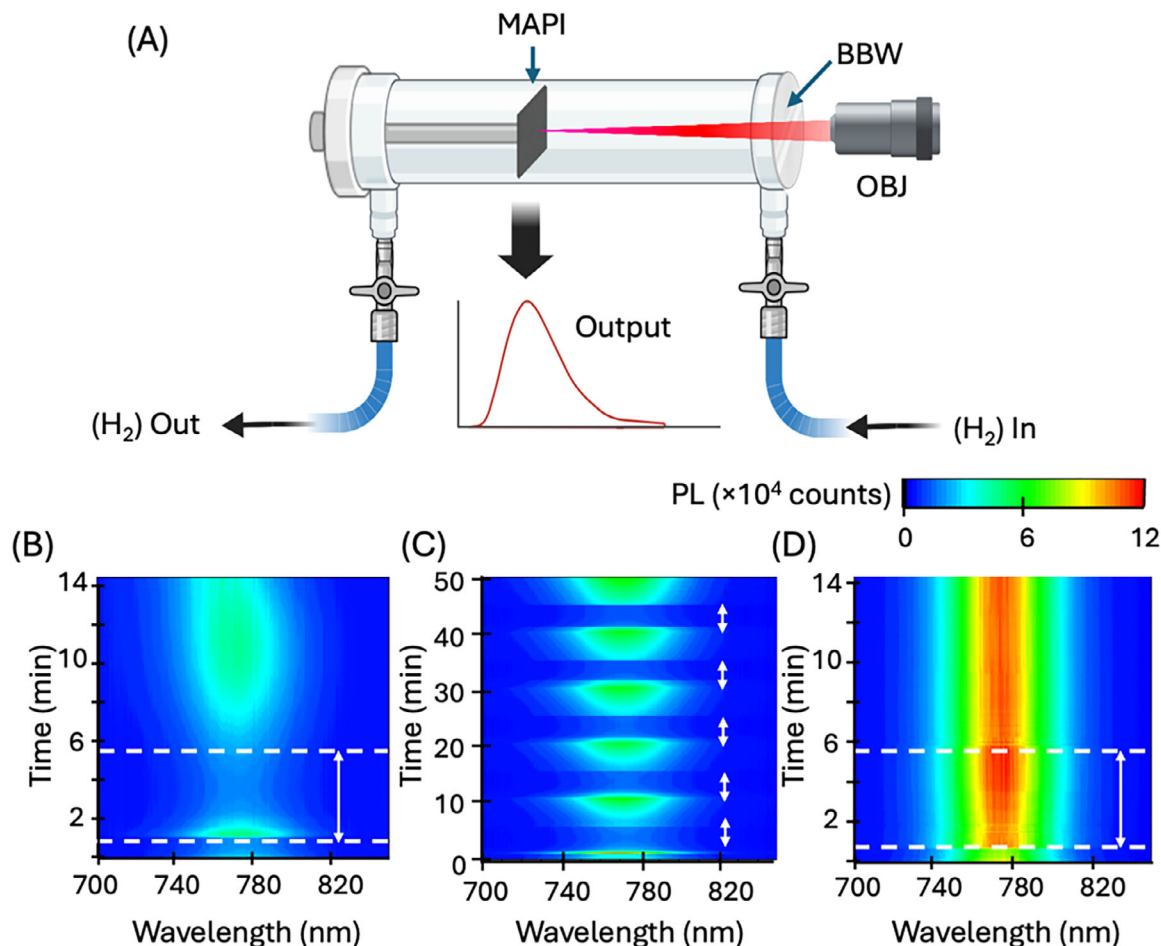 (A)
MAPI
BBW
OBJ
Output
(H₂) Out
(H₂) In
PL (×10⁴ counts)
0 6 12
(B)
(C)
(D)
Time (min)
14
10
6
2
700 740 780 820
Wavelength (nm)
Time (min)
50
40
30
20
10
0
700 740 780 820
Wavelength (nm)
Time (min)
14
10
6
2
700 740 780 820
Wavelength (nm)